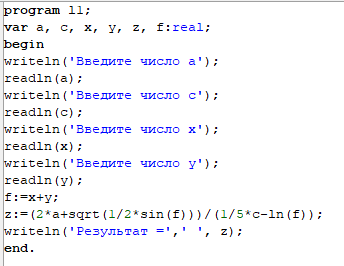 program l1;
var a, c, x, y, z, f:real;
begin
writeln('Введите число a');
readln(a);
writeln('Введите число c');
readln(c);
writeln('Введите число x');
readln(x);
writeln('Введите число y');
readln(y);
f:=x+y;
z:=(2*a+sqrt(1/2*sin(f)))/(1/5*c-ln(f));
writeln('Результат =',' ', z);
end.